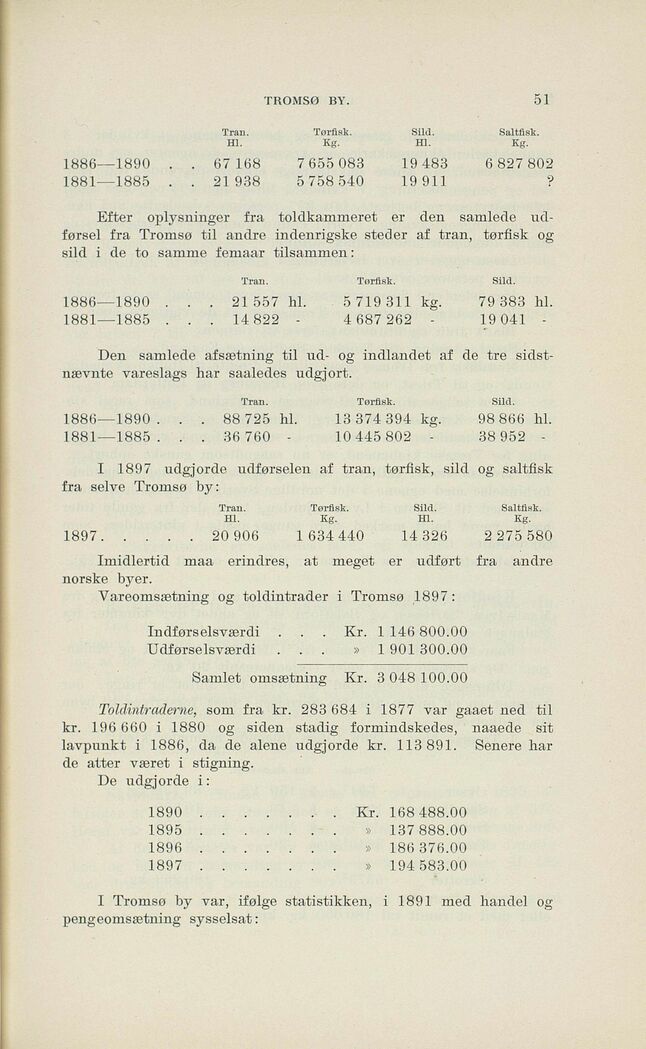 TROMSØ BY. 51
Tran. Tørfisk. Sild. Saltfisk.
Hl. Kg. Hl. Kg.
1886—1890 . . 67 168 7 655 083 19 483 6 827 802
1881—1885 . . 21 938 5 758 540 19 911 ?
Efter oplysninger fra toldkammeret er den samlede ud-
førsel fra Tromsø til andre indenrigske steder af tran, tørfisk og
sild i de to samme femaar tilsammen:
Tran. Tørfisk. Sild.
1886—1890 . . . 21 557 hl. 5 719 311 kg. 79 383 hl.
1881—1885 . . . 14 822 - 4 687 262 - 19 041 -
Den samlede afsætning til ud- og indlandet af de tre sidst-
nævnte vareslags har saaledes udgjort.
Tran. Tørfisk. Sild.
1886—1890 . . . 88 725 hl. 13 374 394 kg. 98 866 hl.
1881—1885 . . . 36 760 - 10 445 802 - 38 952 -
I 1897 udgjorde udførselen af tran, tørfisk, sild og saltfisk
fra selve Tromsø by:
Tran. Tørfisk. Sild. Saltfisk.
Hl. Kg. Hl. Kg.
1897. . . . . 20 906 1 634 440 14 326 2 275 580
Imidlertid maa erindres, at meget er udført fra andre
norske byer.
Vareomsætning og toldintrader i Tromsø 1897:
Indførselsværdi . . . Kr. 1 146 800.00
Udførselsværdi . . . » 1 901 300.00
Samlet omsætning Kr. 3 048 100.00
Toldintraderne, som fra kr. 283 684 i 1877 var gaaet ned til
kr. 196 660 i 1880 og siden stadig formindskedes, naaede sit
lavpunkt i 1886, da de alene udgjorde kr. 113 891. Senere har
de atter været i stigning.
De udgjorde i:
1890 . . . . . . . Kr. 168 488.00
1895 . . . . . . . » 137 888.00
1896 . . . . . . . » 186 376.00
1897 . . . . . . . » 194 583.00
I Tromsø by var, ifølge statistikken, i 1891 med handel og
pengeomsætning sysselsat: